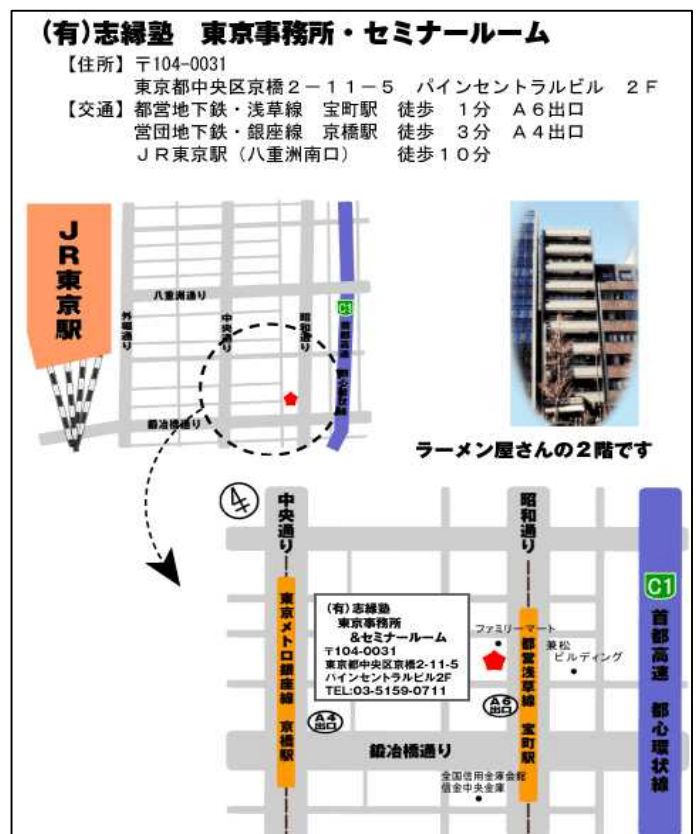 (有)志縁塾　東京事務所・セミナールーム
【住所】〒104-0031
東京都中央区京橋２－１１－５　パインセントラルビル　２Ｆ
【交通】都営地下鉄・浅草線　宝町駅　徒歩　１分　Ａ６出口
営団地下鉄・銀座線　京橋駅　徒歩　３分　Ａ４出口
ＪＲ東京駅（八重洲南口）　徒歩１０分
ＪＲ東京駅
八重洲通り
外堀通り
中央通り
昭和通り
C1
首都高速　都心環状線
鍛冶橋通り
ラーメン屋さんの２階です
中央通り
昭和通り
C1
首都高速　都心環状線
東京メトロ銀座線　京橋駅
(有)志縁塾
東京事務所
&セミナールーム
〒104-0031
東京都中央区京橋2-11-5
パインセントラルビル2F
TEL:03-5159-0711
ファミリーマート
都営浅草線　宝町駅
兼松
ビルディング
A4
出口
A6
出口
鍛冶橋通り
全国信用金庫会館
信金中央金庫